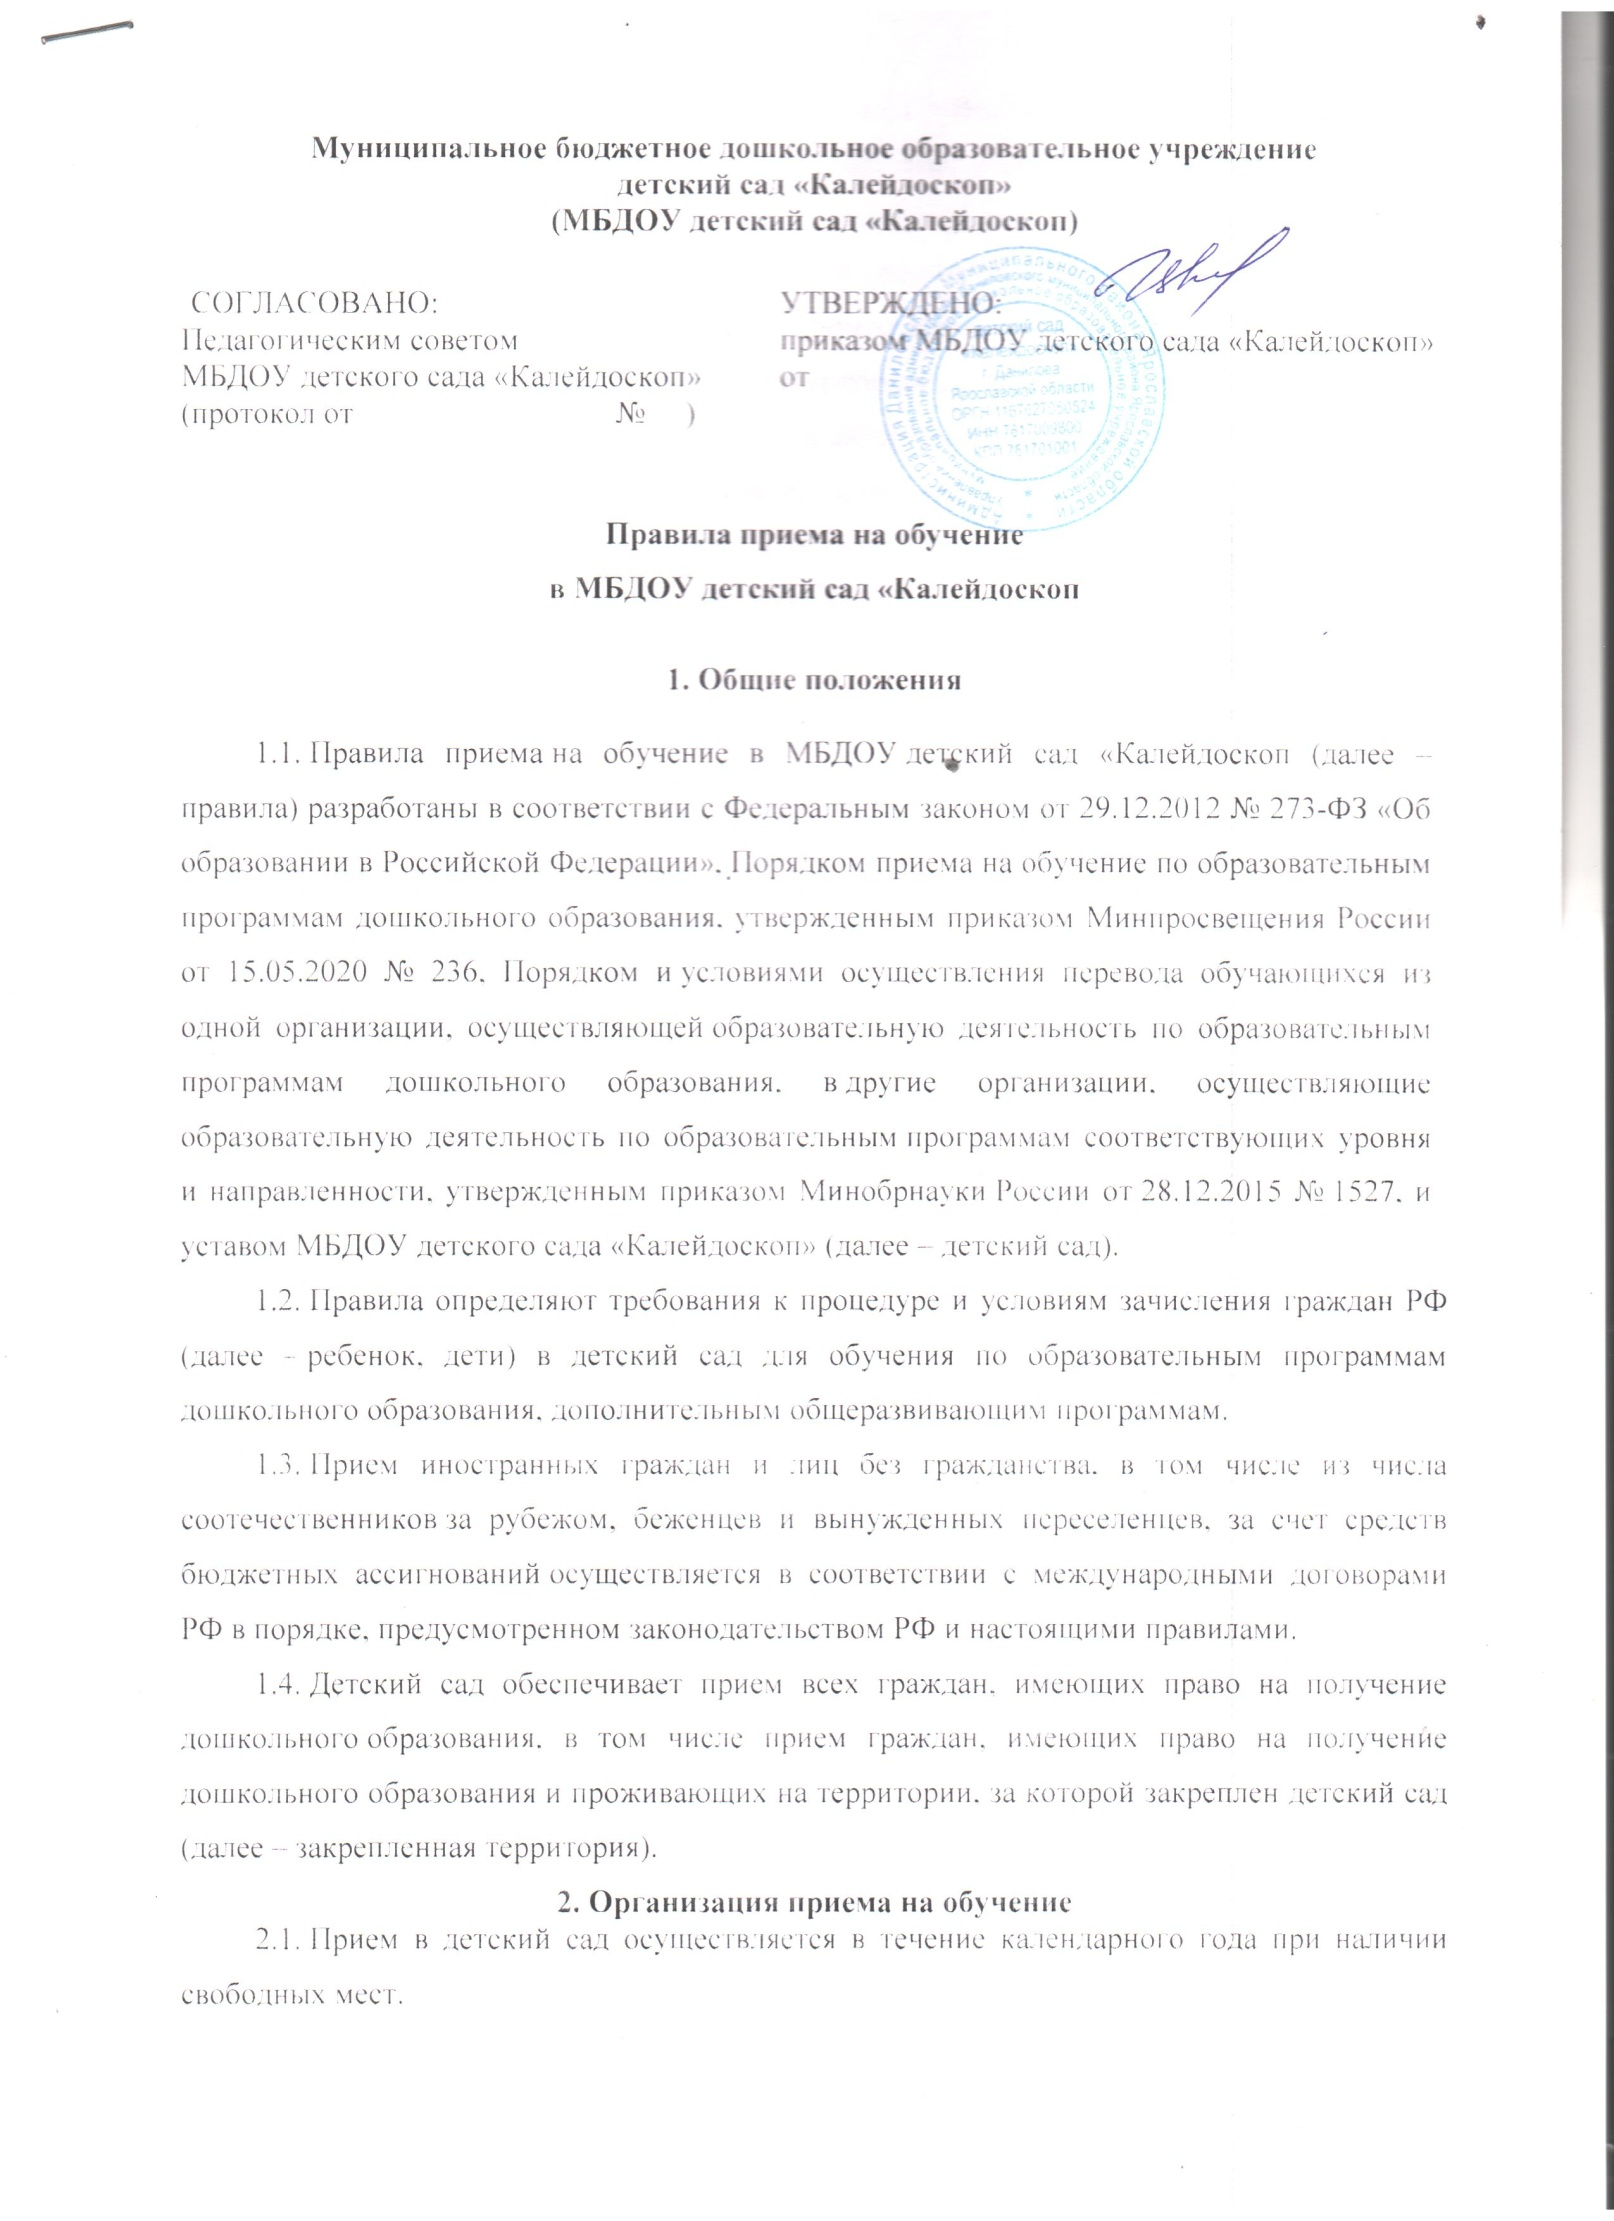 Муниципальное бюджетное дошкольное образовательное учреждение
детский сад «Калейдоскоп»
(МБДОУ детский сад «Калейдоскоп)
СОГЛАСОВАНО:
Педагогическим советом
МБДОУ детского сада «Калейдоскоп»
(протокол от № )
УТВЕРЖДЕНО:
приказом МБДОУ детского сада «Калейдоскоп»
от
детский сад
г. Данилова
Ярославской области
ОГРН 1187627050524
ИНН 7617009800
КПП 761701001
Правила приема на обучение
в МБДОУ детский сад «Калейдоскоп
1. Общие положения
1.1. Правила приема на обучение в МБДОУ детский сад «Калейдоскоп (далее –
правила) разработаны в соответствии с Федеральным законом от 29.12.2012 № 273-ФЗ «Об
образовании в Российской Федерации», Порядком приема на обучение по образовательным
программам дошкольного образования, утвержденным приказом Минпросвещения России
от 15.05.2020 № 236, Порядком и условиями осуществления перевода обучающихся из
одной организации, осуществляющей образовательную деятельность по образовательным
программам дошкольного образования, в другие организации, осуществляющие
образовательную деятельность по образовательным программам соответствующих уровня
и направленности, утвержденным приказом Минобрнауки России от 28.12.2015 № 1527, и
уставом МБДОУ детского сада «Калейдоскоп» (далее – детский сад).
1.2. Правила определяют требования к процедуре и условиям зачисления граждан РФ
(далее - ребенок, дети) в детский сад для обучения по образовательным программам
дошкольного образования, дополнительным общеразвивающим программам.
1.3. Прием иностранных граждан и лиц без гражданства, в том числе из числа
соотечественников за рубежом, беженцев и вынужденных переселенцев, за счет средств
бюджетных ассигнований осуществляется в соответствии с международными договорами
РФ в порядке, предусмотренном законодательством РФ и настоящими правилами.
1.4. Детский сад обеспечивает прием всех граждан, имеющих право на получение
дошкольного образования, в том числе прием граждан, имеющих право на получение
дошкольного образования и проживающих на территории, за которой закреплен детский сад
(далее – закрепленная территория).
2. Организация приема на обучение
2.1. Прием в детский сад осуществляется в течение календарного года при наличии
свободных мест.